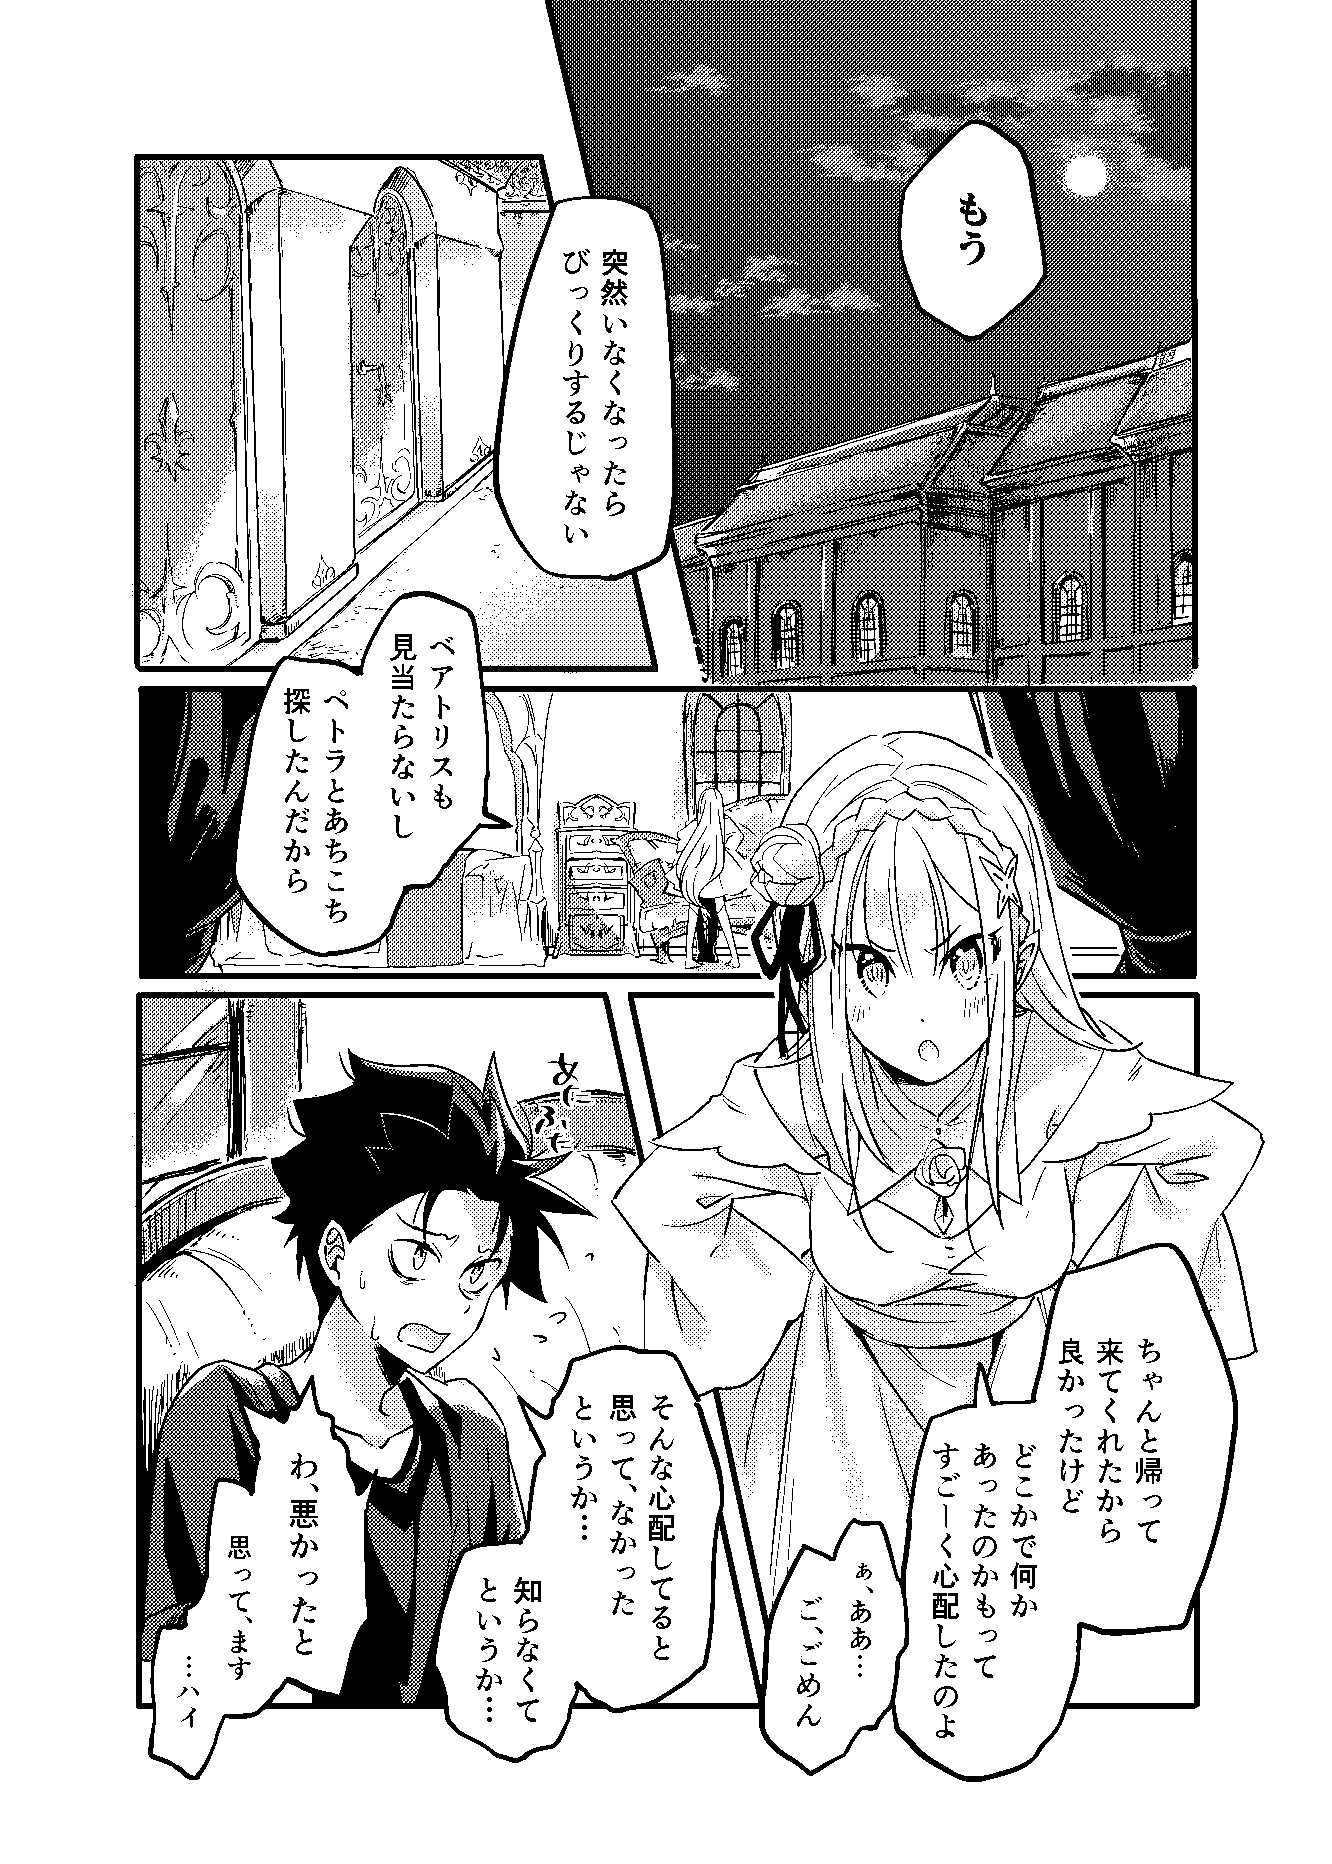 もう
突然いなくなったら
びっくりするじゃない
ベアトリスも
見当たらないし
ペトラとあちこち
探したんだから
ちゃんと帰って
来てくれたから
良かったけど
どこかで何か
あったのかもって
すごーく心配したのよ
ぁ、ああ…
ご、ごめん
あたふた
そんな心配してると
思って、なかった
というか…
知らなくて
というか…
わ、悪かったと
思って、ます
…ハイ